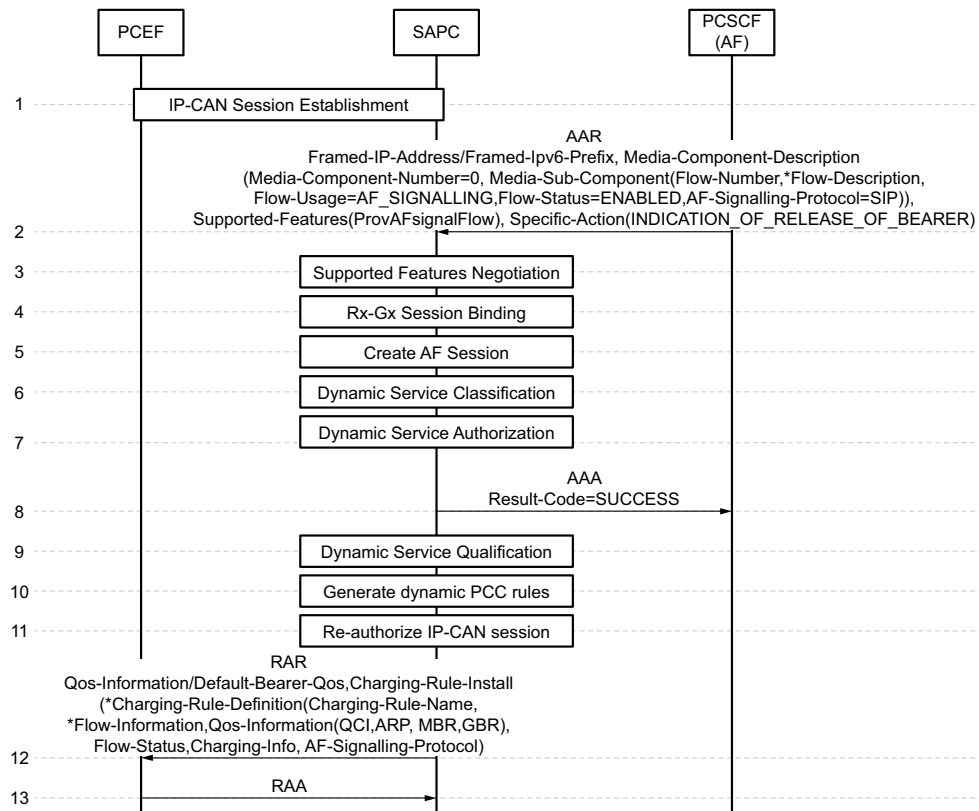 PCEF
SAPC
PCSCF
(AF)
1
IP-CAN Session Establishment
AAR
Framed-IP-Address/Framed-Ipv6-Prefix, Media-Component-Description
(Media-Component-Number=0, Media-Sub-Component(Flow-Number,*Flow-Description,
Flow-Usage=AF_SIGNALLING,Flow-Status=ENABLED,AF-Signalling-Protocol=SIP)),
Supported-Features(ProvAFsignalFlow), Specific-Action(INDICATION_OF_RELEASE_OF_BEARER)
2
3
Supported Features Negotiation
4
Rx-Gx Session Binding
5
Create AF Session
6
Dynamic Service Classification
7
Dynamic Service Authorization
AAA
Result-Code=SUCCESS
8
9
Dynamic Service Qualification
10
Generate dynamic PCC rules
11
Re-authorize IP-CAN session
RAR
Qos-Information/Default-Bearer-Qos,Charging-Rule-Install
(*Charging-Rule-Definition(Charging-Rule-Name,
*Flow-Information,Qos-Information(QCI,ARP, MBR,GBR),
Flow-Status,Charging-Info, AF-Signalling-Protocol)
12
RAA
13